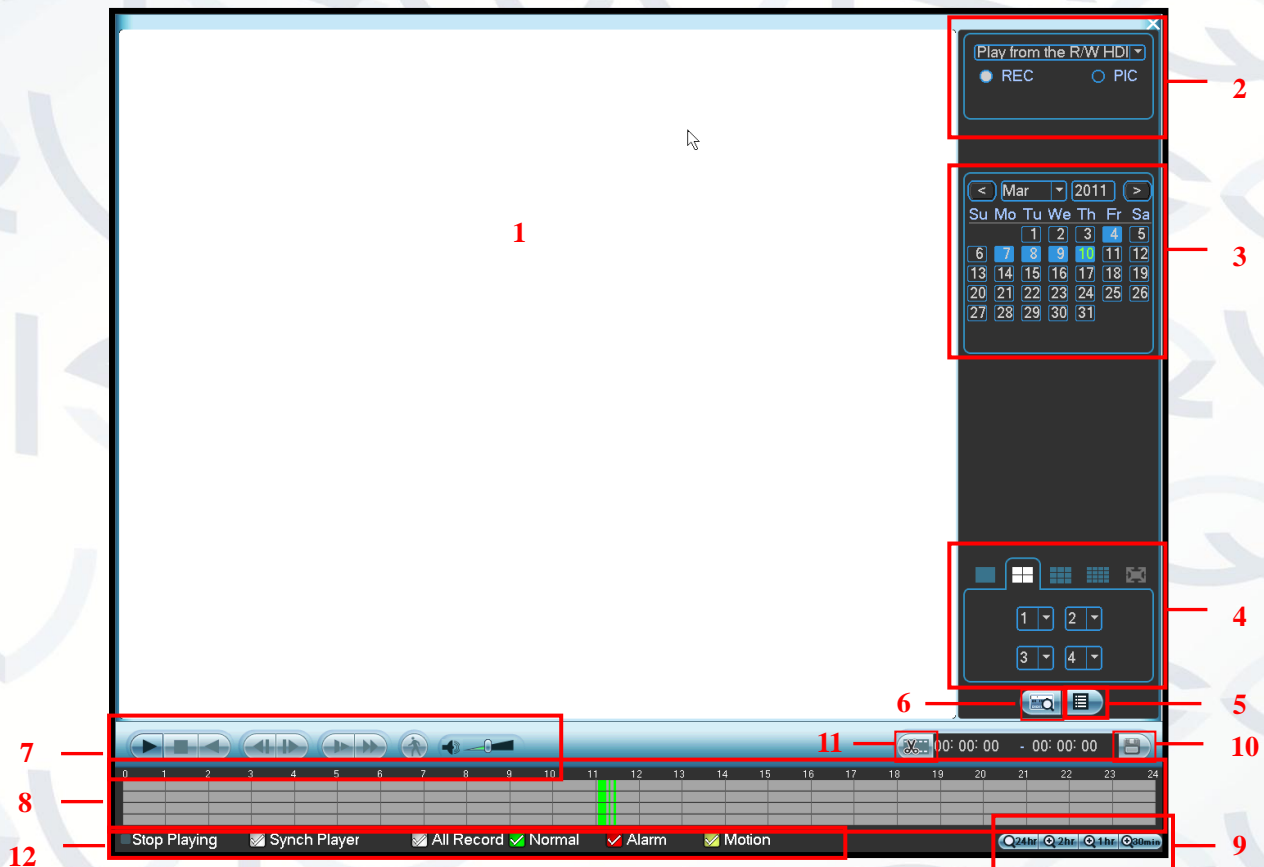 Play from the R/W HDI
REC PIC
2
< Mar 2011 >
Su Mo Tu We Th Fr Sa
1 2 3 4 5
6 7 8 9 10 11 12
13 14 15 16 17 18 19
20 21 22 23 24 25 26
27 28 29 30 31
3
1
1 2
3 4
4
6
5
7
11
00: 00: 00 - 00: 00: 00
10
0 1 2 3 4 5 6 7 8 9 10 11 12 13 14 15 16 17 18 19 20 21 22 23 24
8
Stop Playing Synch Player All Record Normal Alarm Motion
24hr 2hr 1hr 30min
9
12